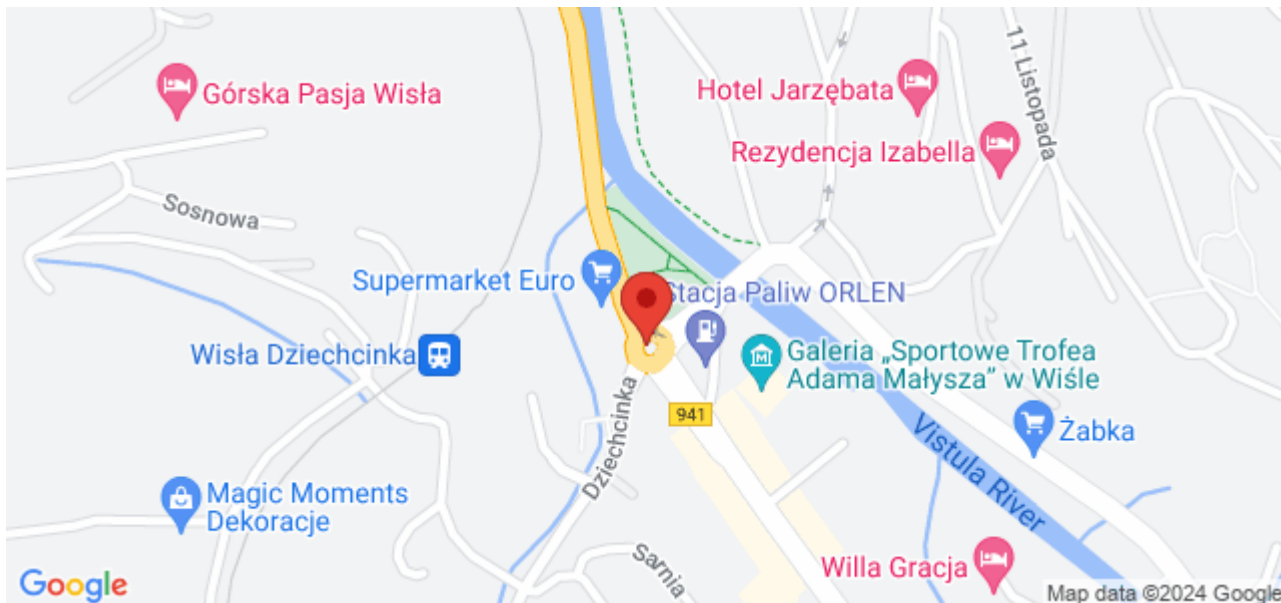 Górska Pasja Wisła
Hotel Jarzębata
11 Listopada
Rezydencja Izabella
Sosnowa
Supermarket Euro
Stacja Paliw ORLEN
Wisła Dziechcinka
Galeria „Sportowe Trofea
Adama Małysza” w Wiśle
Dziechcinka
941
Żabka
Vistula River
Magic Moments
Dekoracje
Sarnia
Willa Gracja
Google
Map data ©2024 Google